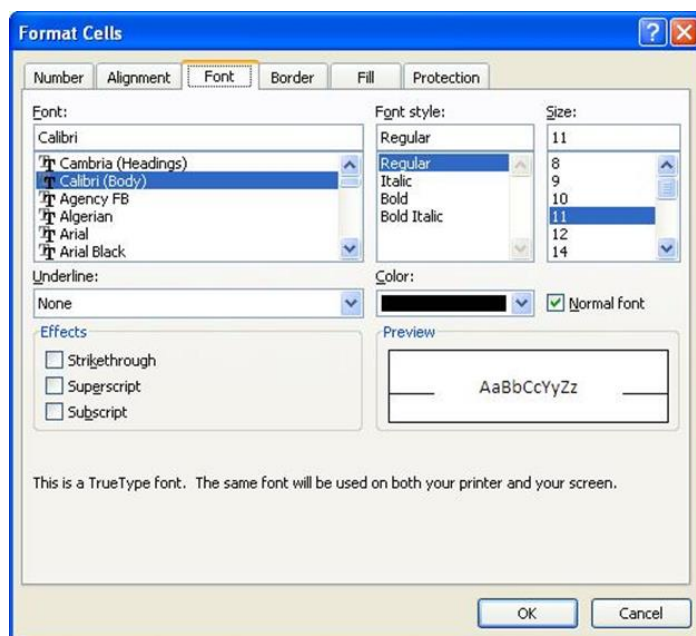 Format Cells
Number Alignment Font Border Fill Protection
Font: Font style: Size:
Calibri Regular 11
Cambria (Headings) Regular 8
Calibri (Body) Italic 9
Agency FB Bold 10
Algerian Bold Italic 11
Arial 12
Arial Black 14
Underline: Color:
None Normal font
Effects Preview
Strikethrough
Superscript AaBbCcYyZz
Subscript
This is a TrueType font. The same font will be used on both your printer and your screen.
OK Cancel